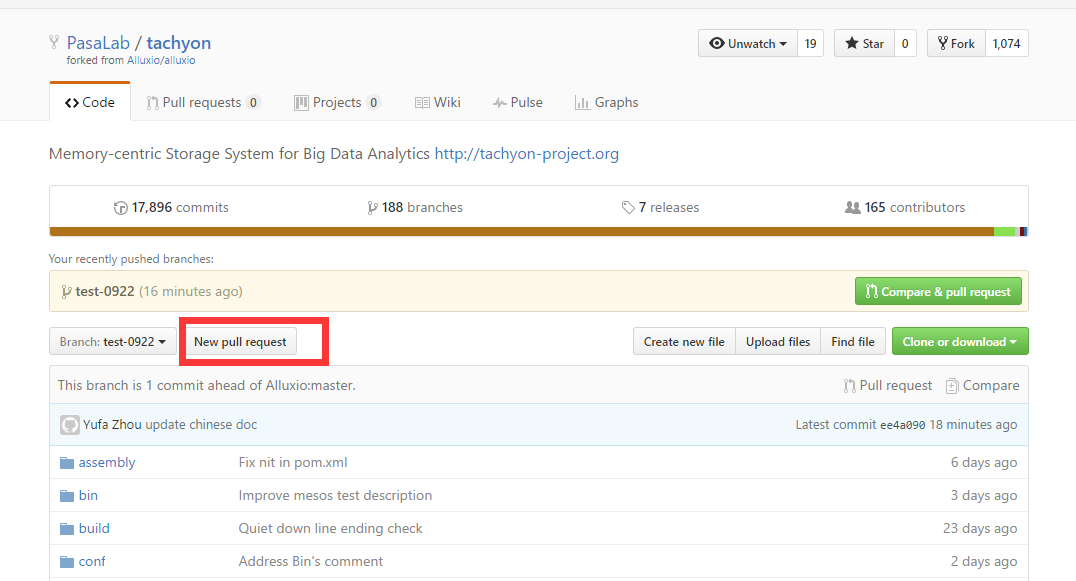 PasaLab / tachyon
Unwatch 19 Star 0 Fork 1,074
forked from Alluxio/alluxio
Code Pull requests 0 Projects 0 Wiki Pulse Graphs
Memory-centric Storage System for Big Data Analytics http://tachyon-project.org
17,896 commits 188 branches 7 releases 165 contributors
Your recently pushed branches:
test-0922 (16 minutes ago) Compare & pull request
Branch: test-0922 New pull request Create new file Upload files Find file Clone or download
This branch is 1 commit ahead of Alluxio:master. Pull request Compare
Yufa Zhou update chinese doc Latest commit ee4a090 18 minutes ago
assembly Fix nit in pom.xml 6 days ago
bin Improve mesos test description 3 days ago
build Quiet down line ending check 23 days ago
conf Address Bin's comment 2 days ago